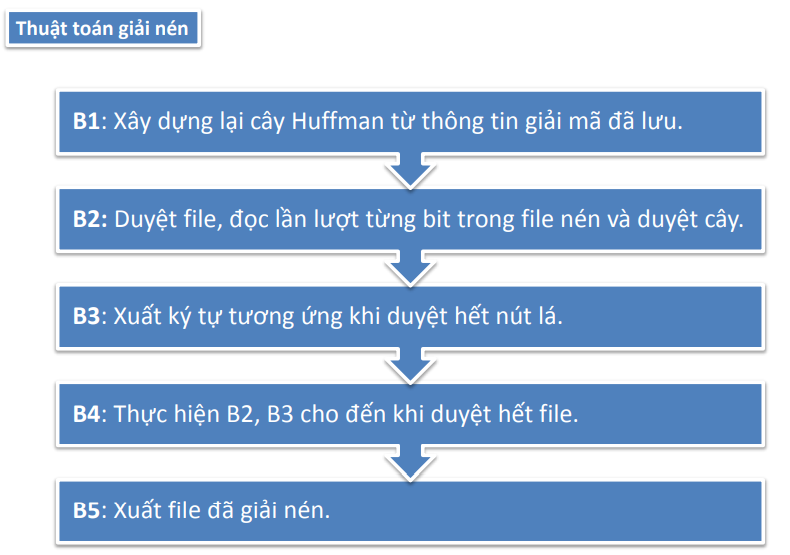 Thuật toán giải nén
B1: Xây dựng lại cây Huffman từ thông tin giải mã đã lưu.
B2: Duyệt file, đọc lần lượt từng bit trong file nén và duyệt cây.
B3: Xuất ký tự tương ứng khi duyệt hết nút lá.
B4: Thực hiện B2, B3 cho đến khi duyệt hết file.
B5: Xuất file đã giải nén.